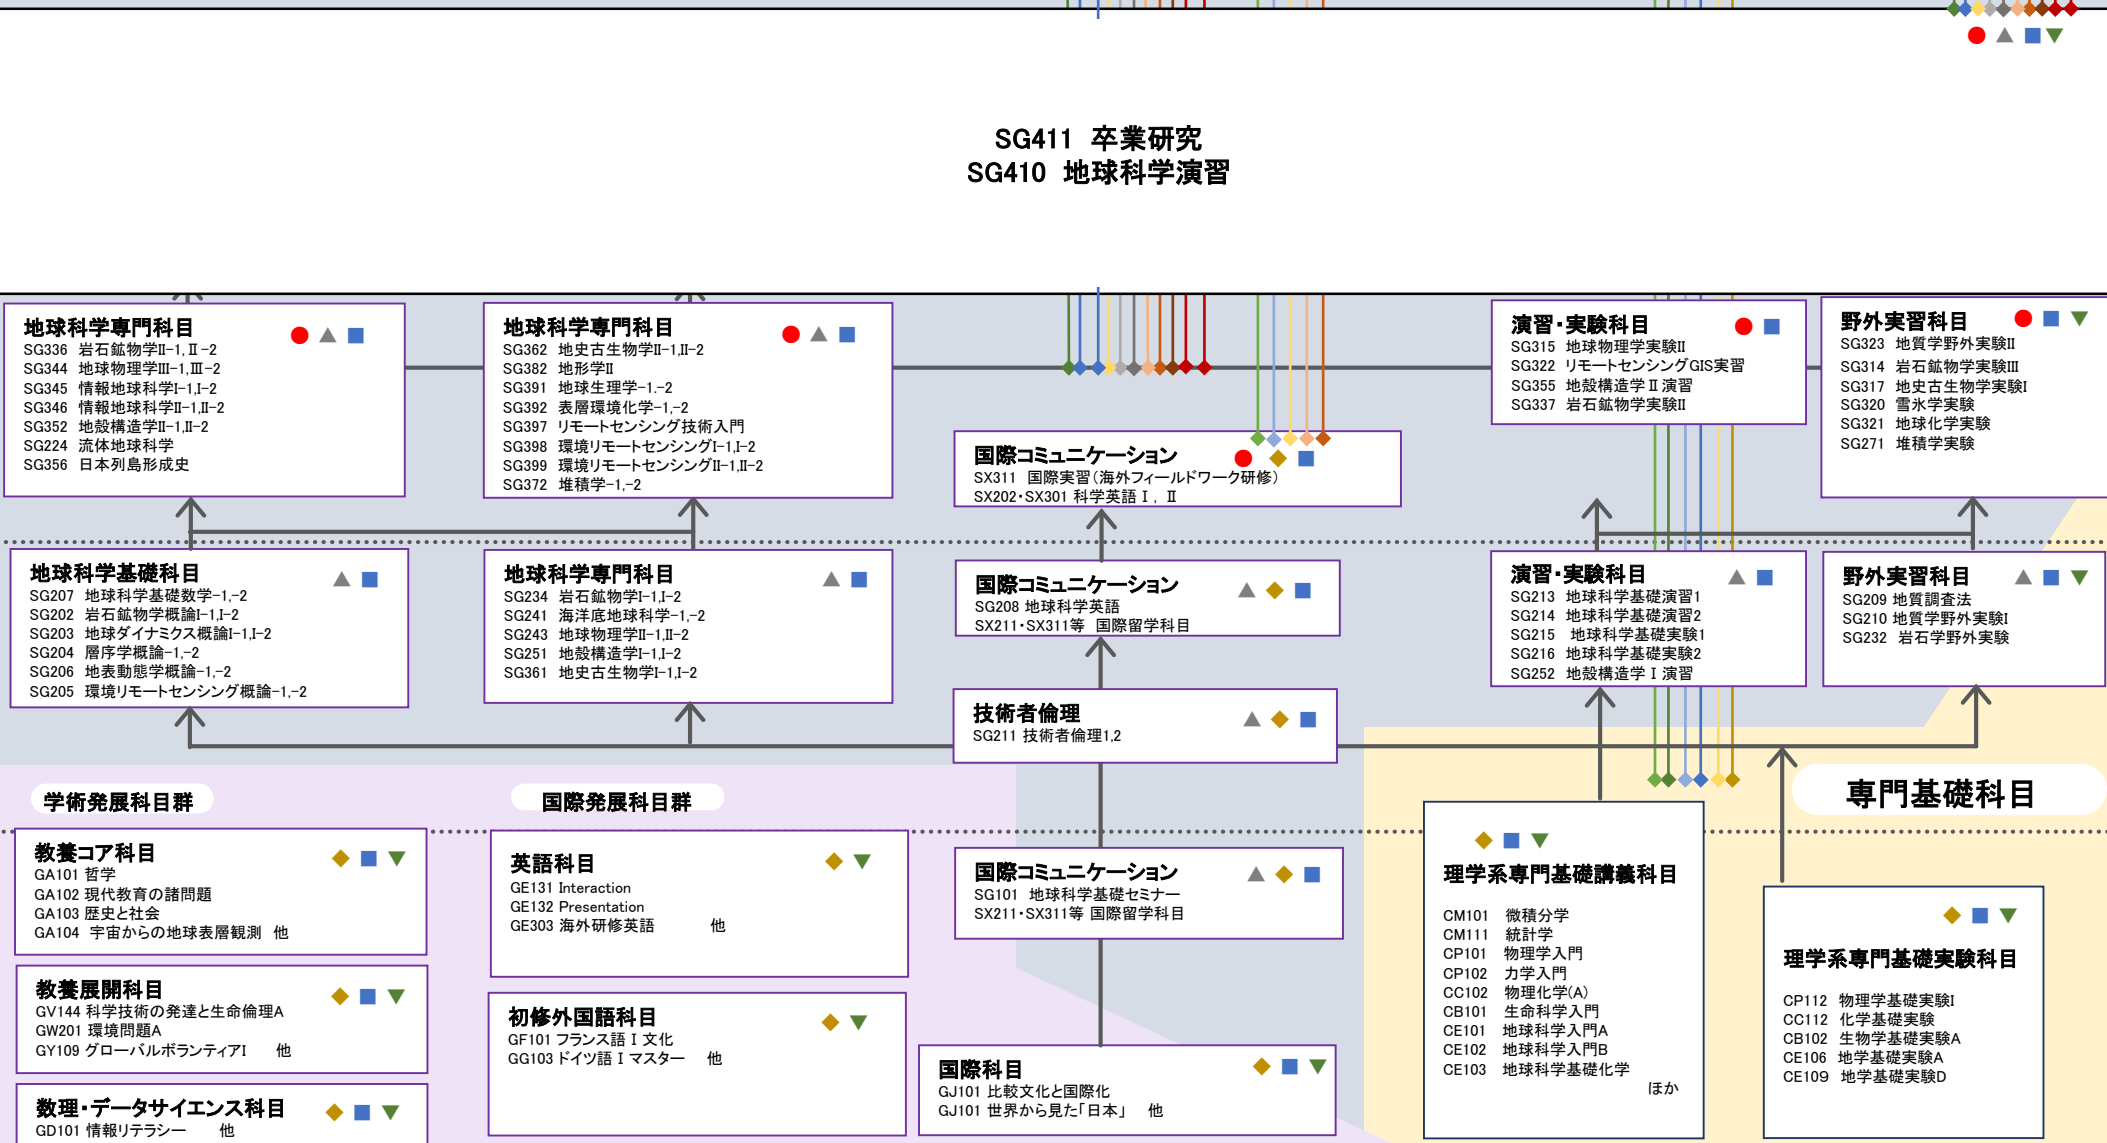 SG411 卒業研究
SG410 地球科学演習
地球科学専門科目
SG336 岩石鉱物学II-1,Ⅱ-2
SG344 地球物理学III-1,Ⅲ-2
SG345 情報地球科学I-1,I-2
SG346 情報地球科学II-1,II-2
SG352 地殻構造学II-1,II-2
SG224 流体地球科学
SG356 日本列島形成史
地球科学専門科目
SG362 地史古生物学II-1,II-2
SG382 地形学II
SG391 地球生理学-1.-2
SG392 表層環境化学-1,-2
SG397 リモートセンシング技術入門
SG398 環境リモートセンシングI-1,I-2
SG399 環境リモートセンシングII-1,II-2
SG372 堆積学-1,-2
国際コミュニケーション
SX311 国際実習(海外フィールドワーク研修)
SX202・SX301 科学英語Ⅰ, Ⅱ
演習・実験科目
SG315 地球物理学実験II
SG322 リモートセンシングGIS実習
SG355 地殻構造学Ⅱ演習
SG337 岩石鉱物学実験II
野外実習科目
SG323 地質学野外実験II
SG314 岩石鉱物学実験III
SG317 地史古生物学実験I
SG320 雪氷学実験
SG321 地球化学実験
SG271 堆積学実験
地球科学基礎科目
SG207 地球科学基礎数学-1,-2
SG202 岩石鉱物学概論I-1,I-2
SG203 地球ダイナミクス概論I-1,I-2
SG204 層序学概論-1,-2
SG206 地表動態学概論-1,-2
SG205 環境リモートセンシング概論-1,-2
地球科学専門科目
SG234 岩石鉱物学I-1,I-2
SG241 海洋底地球科学-1,-2
SG243 地球物理学II-1,II-2
SG251 地殻構造学I-1,I-2
SG361 地史古生物学I-1,I-2
国際コミュニケーション
SG208 地球科学英語
SX211・SX311等 国際留学科目
技術者倫理
SG211 技術者倫理1,2
演習・実験科目
SG213 地球科学基礎演習1
SG214 地球科学基礎演習2
SG215 地球科学基礎実験1
SG216 地球科学基礎実験2
SG252 地殻構造学Ⅰ演習
野外実習科目
SG209 地質調査法
SG210 地質学野外実験I
SG232 岩石学野外実験
学術発展科目群
国際発展科目群
専門基礎科目
教養コア科目
GA101 哲学
GA102 現代教育の諸問題
GA103 歴史と社会
GA104 宇宙からの地球表層観測 他
教養展開科目
GV144 科学技術の発達と生命倫理A
GW201 環境問題A
GY109 グローバルボランティアI 他
数理・データサイエンス科目
GD101 情報リテラシー 他
英語科目
GE131 Interaction
GE132 Presentation
GE303 海外研修英語 他
初修外国語科目
GF101 フランス語Ⅰ文化
GG103 ドイツ語Ⅰマスター 他
国際コミュニケーション
SG101 地球科学基礎セミナー
SX211・SX311等 国際留学科目
国際科目
GJ101 比較文化と国際化
GJ101 世界から見た「日本」 他
理学系専門基礎講義科目
CM101 微積分学
CM111 統計学
CP101 物理学入門
CP102 力学入門
CC102 物理化学(A)
CB101 生命科学入門
CE101 地球科学入門A
CE102 地球科学入門B
CE103 地球科学基礎化学
ほか
理学系専門基礎実験科目
CP112 物理学基礎実験I
CC112 化学基礎実験
CB102 生物学基礎実験A
CE106 地学基礎実験A
CE109 地学基礎実験D